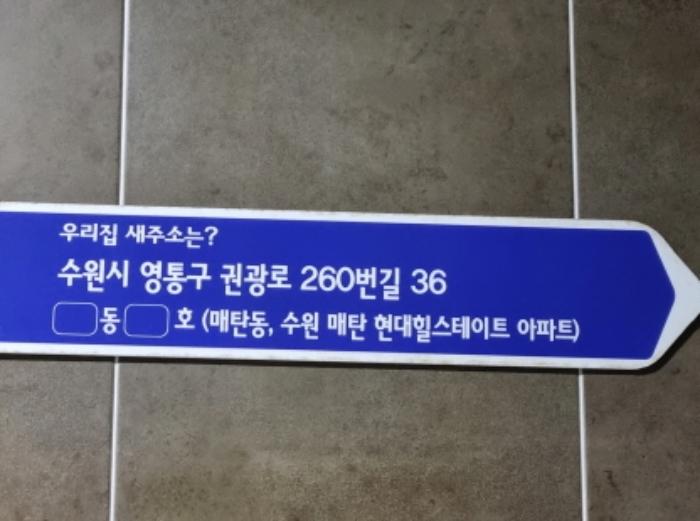 우리집 새주소는?
수원시 영통구 권광로 260번길 36
동 호 (매탄동, 수원 매탄 현대힐스테이트 아파트)